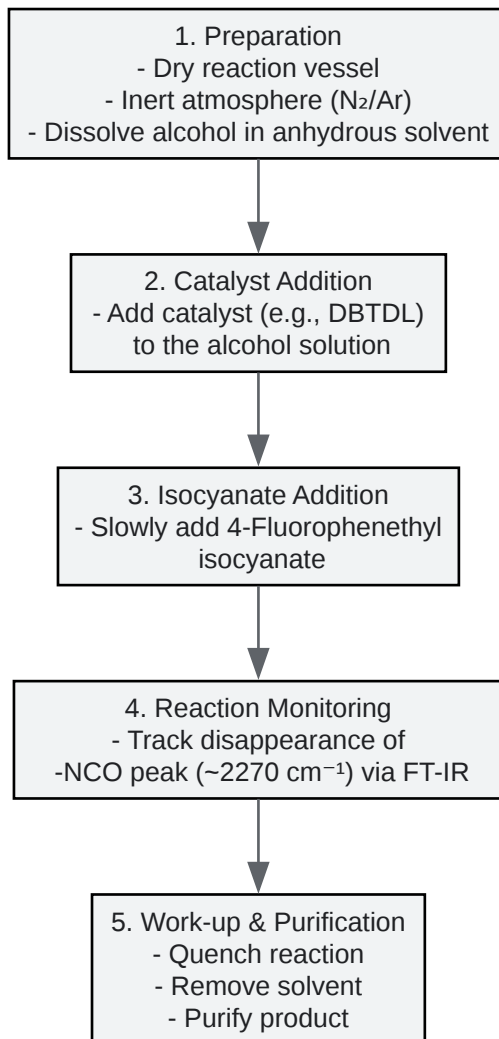 1. Preparation
- Dry reaction vessel
- Inert atmosphere (N₂/Ar)
- Dissolve alcohol in anhydrous solvent
2. Catalyst Addition
- Add catalyst (e.g., DBTDL)
to the alcohol solution
3. Isocyanate Addition
- Slowly add 4-Fluorophenethyl
isocyanate
4. Reaction Monitoring
- Track disappearance of
-NCO peak (~2270 cm⁻¹) via FT-IR
5. Work-up & Purification
- Quench reaction
- Remove solvent
- Purify product